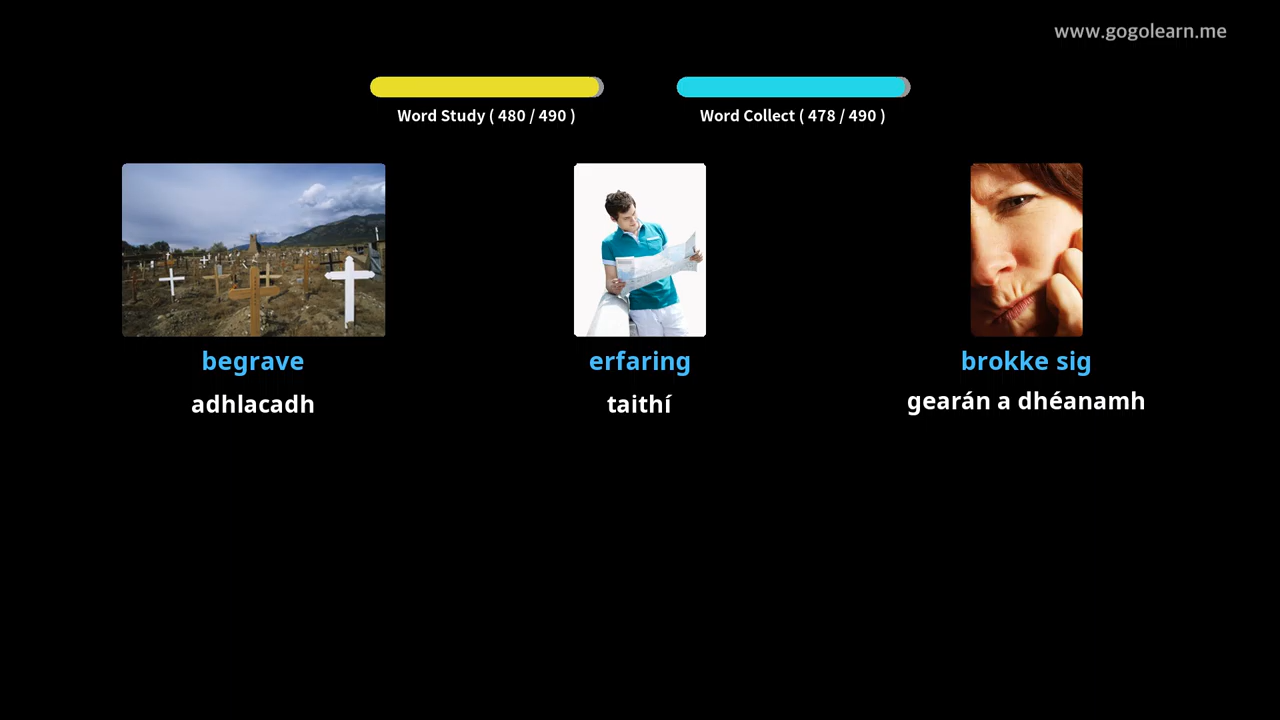 www.gogolearn.me
Word Study ( 480 / 490 )
Word Collect ( 478 / 490 )
begrave
erfaring
brokke sig
adhlacadh
taithí
gearán a dhéanamh